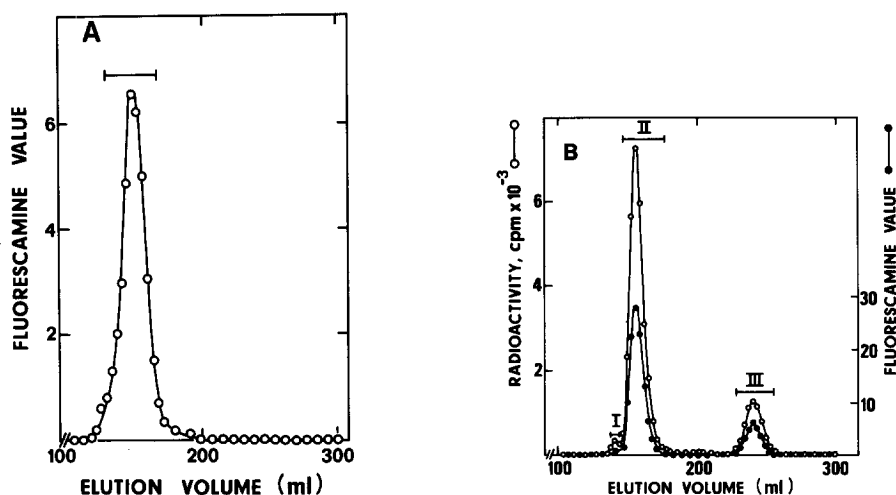 A
FLUORESCAMINE VALUE
6
4
2
100
200
300
ELUTION VOLUME (ml)
B
I
II
III
RADIOACTIVITY, cpm x 10⁻³
6
4
2
FLUORESCAMINE VALUE
30
20
10
100
200
300
ELUTION VOLUME (ml)